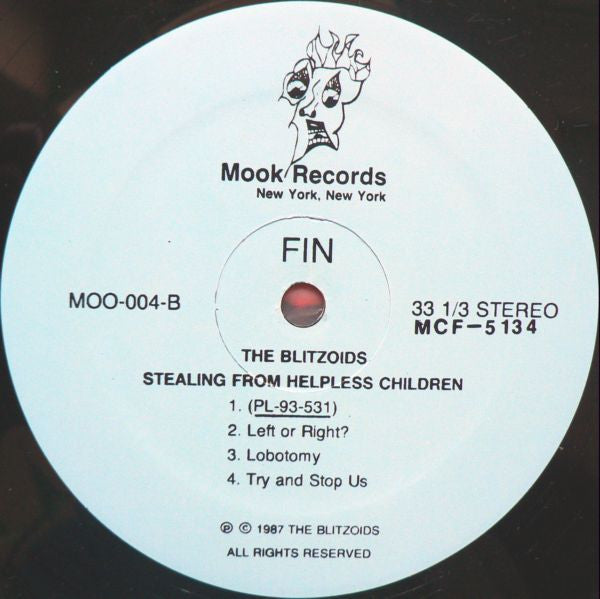 Mook Records
New York, New York
FIN
MOO-004-B
33 1/3 STEREO
MCF-5134
THE BLITZOIDS
STEALING FROM HELPLESS CHILDREN
1. (PL-93-531)
2. Left or Right?
3. Lobotomy
4. Try and Stop Us
℗ © 1987 THE BLITZOIDS
ALL RIGHTS RESERVED